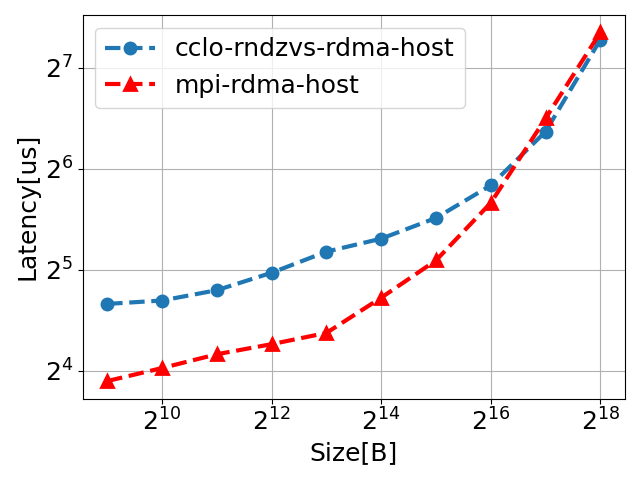 cclo-rndzvs-rdma-host
mpi-rdma-host
Latency[us]
2^7
2^6
2^5
2^4
2^10 2^12 2^14 2^16 2^18
Size[B]